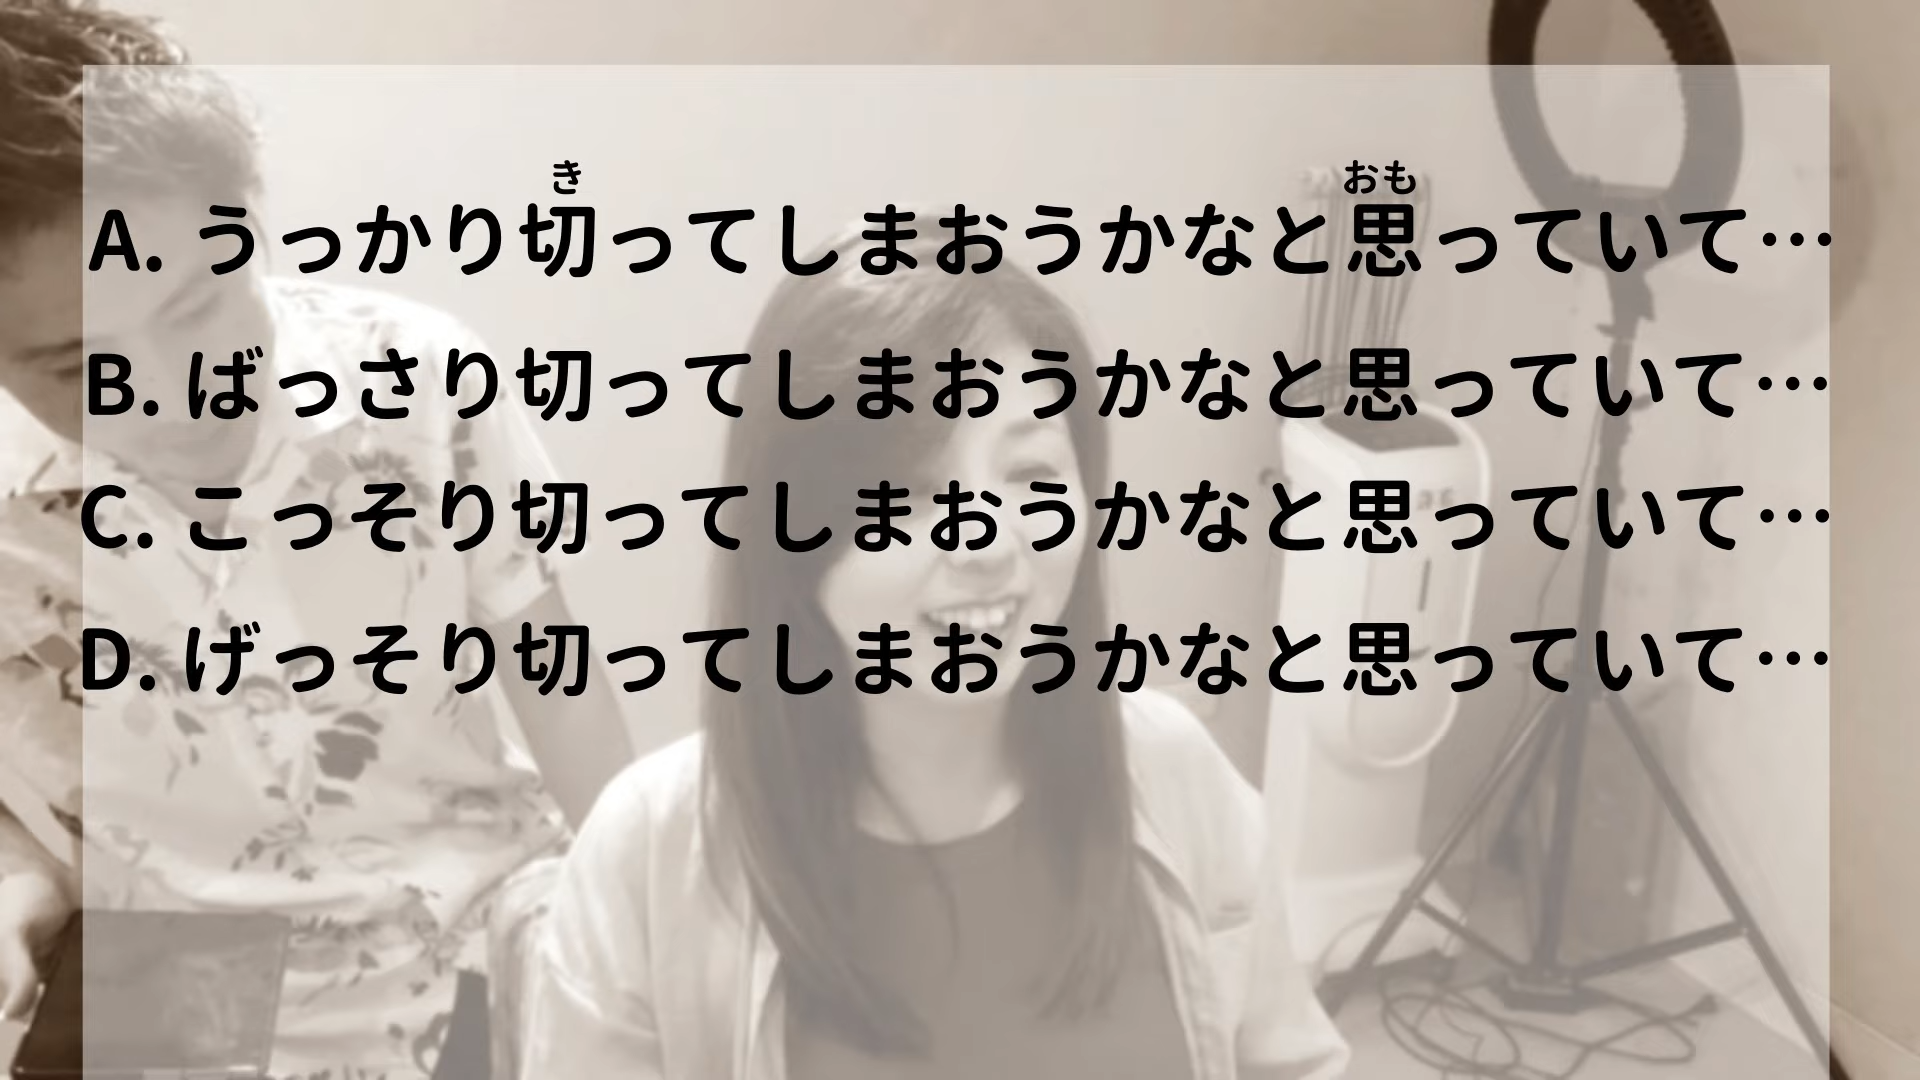 き おも
A. うっかり切ってしまおうかなと思っていて…
B. ばっさり切ってしまおうかなと思っていて…
C. こっそり切ってしまおうかなと思っていて…
D. げっそり切ってしまおうかなと思っていて…